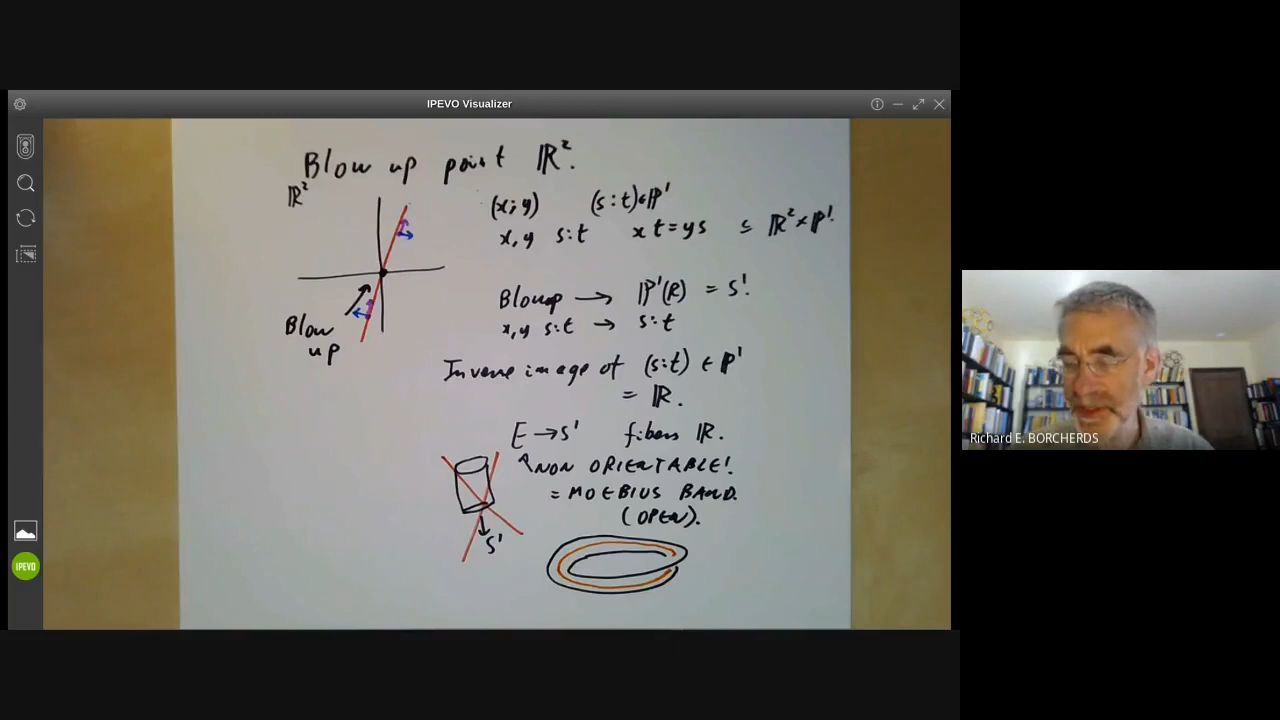 IPEVO Visualizer
Blow up point ℝ².
ℝ²
(x,y) (s:t)∈ℙ¹
x,y s:t xt=ys ⊆ ℝ²×ℙ¹.
Blowup → ℙ¹(R) = S¹.
x,y s:t → s:t
Blow up
Inverse image of (s:t) ∈ ℙ¹
= ℝ.
E → S¹ fibers ℝ.
NON ORIENTABLE!
= MOEBIUS BAND.
(OPEN).
S¹
IPEVO
Richard E. BORCHERDS